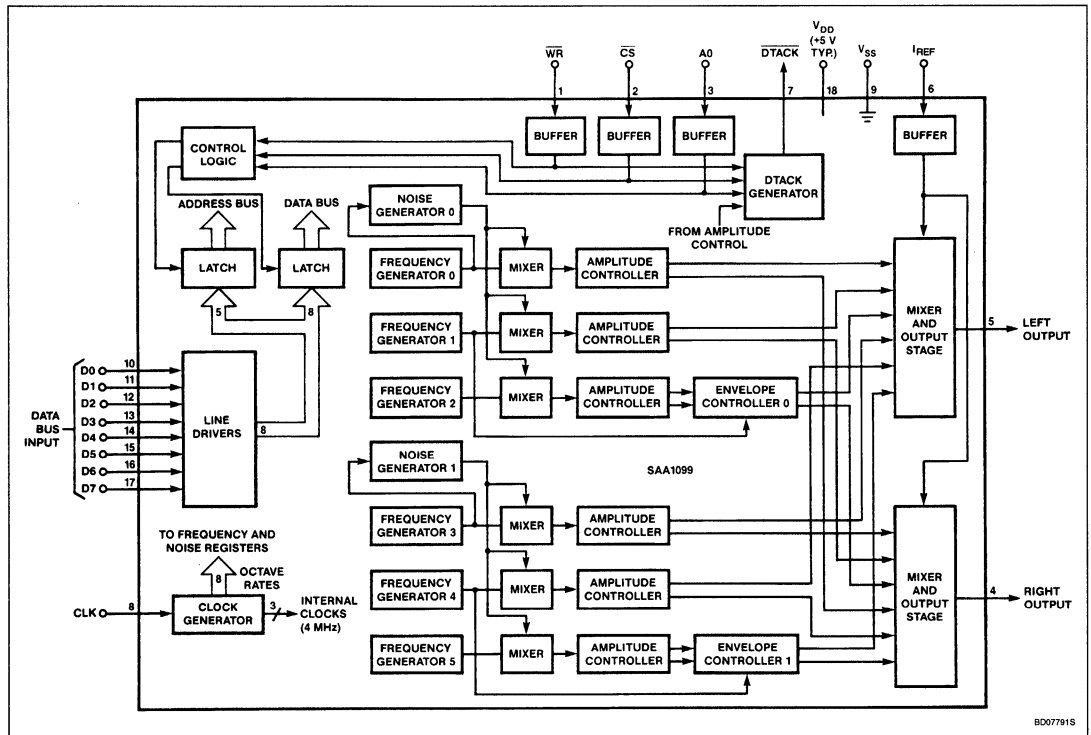 V_DD
(+5 V
TYP.)
W̅R̅
C̅S̅
A0
D̅T̅A̅C̅K̅
V_SS
I_REF
1
2
3
7
18
9
6
BUFFER
BUFFER
BUFFER
BUFFER
CONTROL
LOGIC
DTACK
GENERATOR
ADDRESS BUS
DATA BUS
NOISE
GENERATOR 0
FROM AMPLITUDE
CONTROL
LATCH
LATCH
FREQUENCY
GENERATOR 0
MIXER
AMPLITUDE
CONTROLLER
5
8
FREQUENCY
GENERATOR 1
MIXER
AMPLITUDE
CONTROLLER
MIXER
AND
OUTPUT
STAGE
5
LEFT
OUTPUT
FREQUENCY
GENERATOR 2
MIXER
AMPLITUDE
CONTROLLER
ENVELOPE
CONTROLLER 0
DATA
BUS
INPUT
D0
D1
D2
D3
D4
D5
D6
D7
10
11
12
13
14
15
16
17
LINE
DRIVERS
8
NOISE
GENERATOR 1
SAA1099
FREQUENCY
GENERATOR 3
MIXER
AMPLITUDE
CONTROLLER
TO FREQUENCY AND
NOISE REGISTERS
8
OCTAVE
RATES
FREQUENCY
GENERATOR 4
MIXER
AMPLITUDE
CONTROLLER
MIXER
AND
OUTPUT
STAGE
4
RIGHT
OUTPUT
CLK
8
CLOCK
GENERATOR
3
INTERNAL
CLOCKS
(4 MHz)
FREQUENCY
GENERATOR 5
MIXER
AMPLITUDE
CONTROLLER
ENVELOPE
CONTROLLER 1
BD07791S